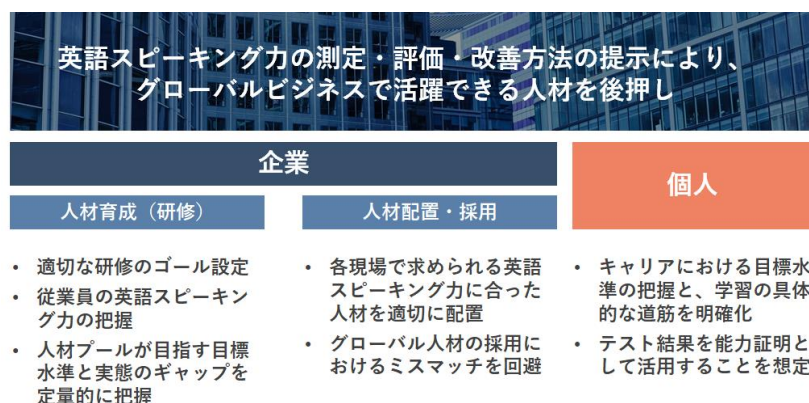 英語スピーキング力の測定・評価・改善方法の提示により、
グローバルビジネスで活躍できる人材を後押し
企業
人材育成（研修）
• 適切な研修のゴール設定
• 従業員の英語スピーキン
グ力の把握
• 人材プールが目指す目標
水準と実態のギャップを
定量的に把握
人材配置・採用
• 各現場で求められる英語
スピーキング力に合った
人材を適切に配置
• グローバル人材の採用に
おけるミスマッチを回避
個人
• キャリアにおける目標水
準の把握と、学習の具体
的な道筋を明確化
• テスト結果を能力証明と
して活用することを想定